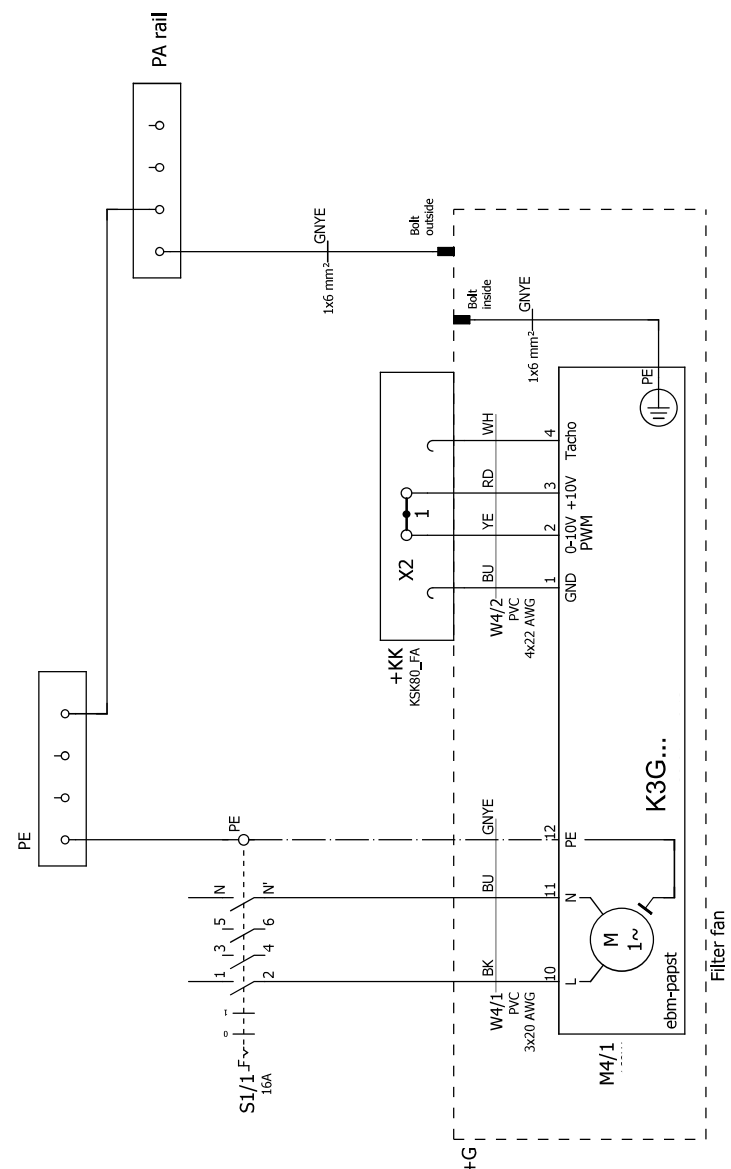 PA rail
GNYE
1x6 mm²
Bolt
outside
Bolt
inside
GNYE
1x6 mm²
PE
WH
4
Tacho
RD
3
+10V
YE
2
0-10V
PWM
BU
1
GND
1
X2
W4/2
PVC
4x22 AWG
+KK
KSK80_FA
PE
PE
GNYE
12
PE
N
N'
BU
11
N
5
6
3
4
1
2
BK
10
L
W4/1
PVC
3x20 AWG
1
0
S1/1
16A
M
1~
K3G...
ebm-papst
M4/1
Filter fan
+G